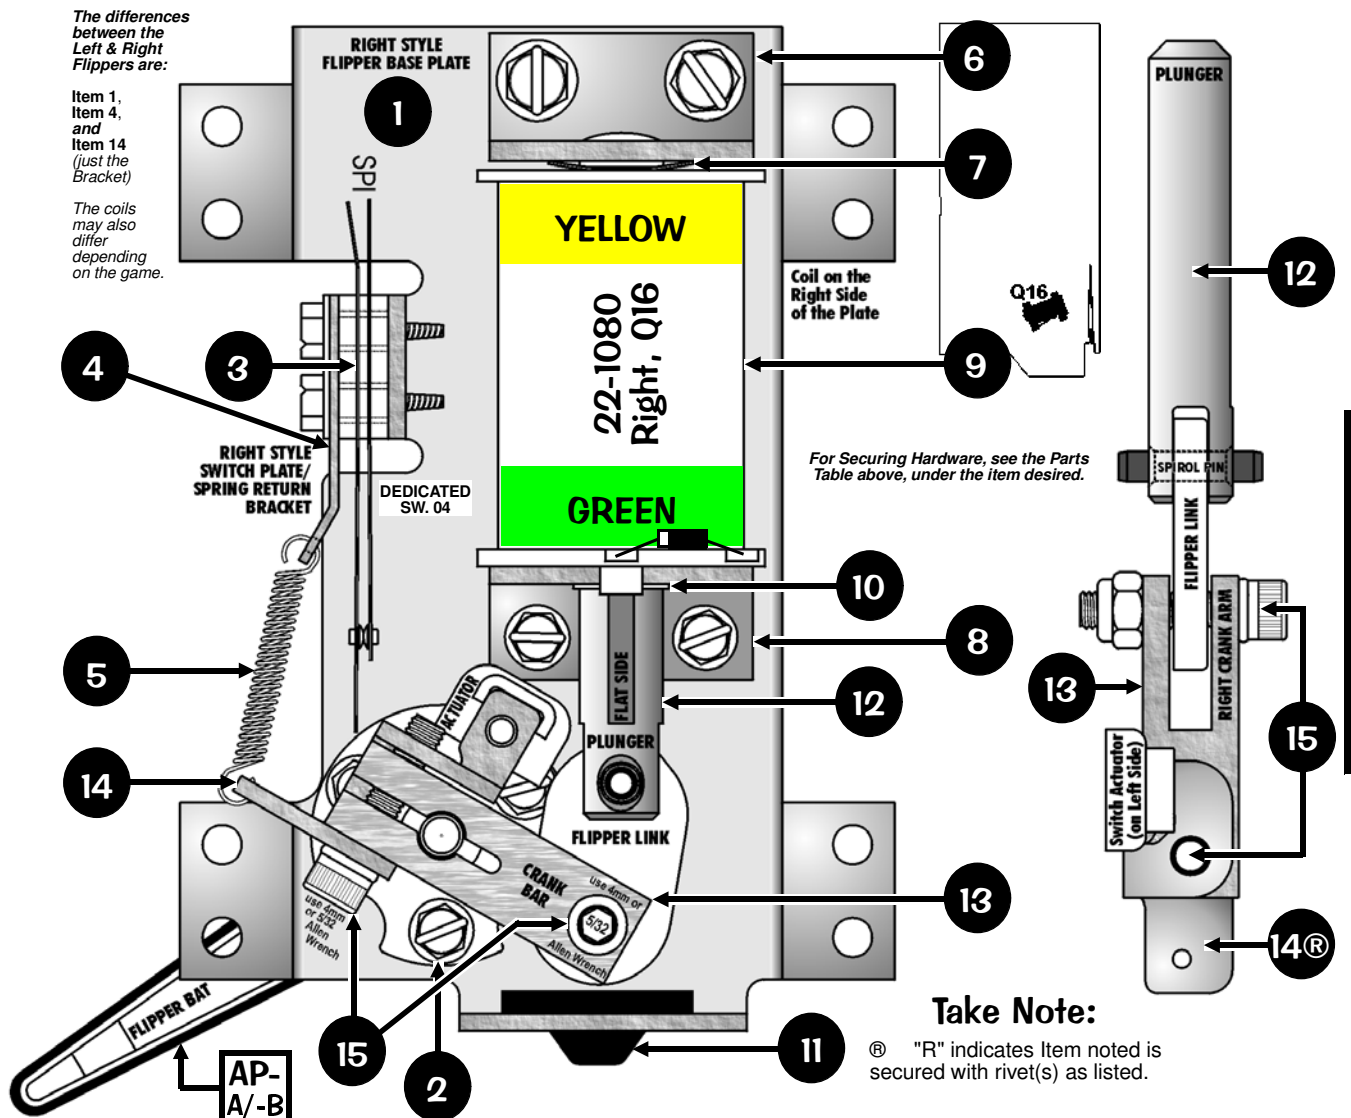 The differences
between the
Left & Right
Flippers are:
Item 1,
Item 4,
and
Item 14
(just the
Bracket)
The coils
may also
differ
depending
on the game.
RIGHT STYLE
FLIPPER BASE PLATE
1
SPI
6
7
YELLOW
22-1080
Right, Q16
GREEN
Coil on the
Right Side
of the Plate
9
Q16
PLUNGER
12
SPIROL PIN
FLIPPER LINK
4
3
RIGHT STYLE
SWITCH PLATE/
SPRING RETURN
BRACKET
DEDICATED
SW. 04
For Securing Hardware, see the Parts
Table above, under the item desired.
10
8
5
ACTUATOR
FLAT SIDE
12
PLUNGER
FLIPPER LINK
RIGHT CRANK ARM
13
15
Switch Actuator
(on Left Side)
14
CRANK
BAR
use 4mm or
5/32
Allen Wrench
13
use 4mm
or 5/32
Allen
Wrench
14®
FLIPPER BAT
AP-
A/-B
15
2
11
Take Note:
® "R" indicates Item noted is
secured with rivet(s) as listed.